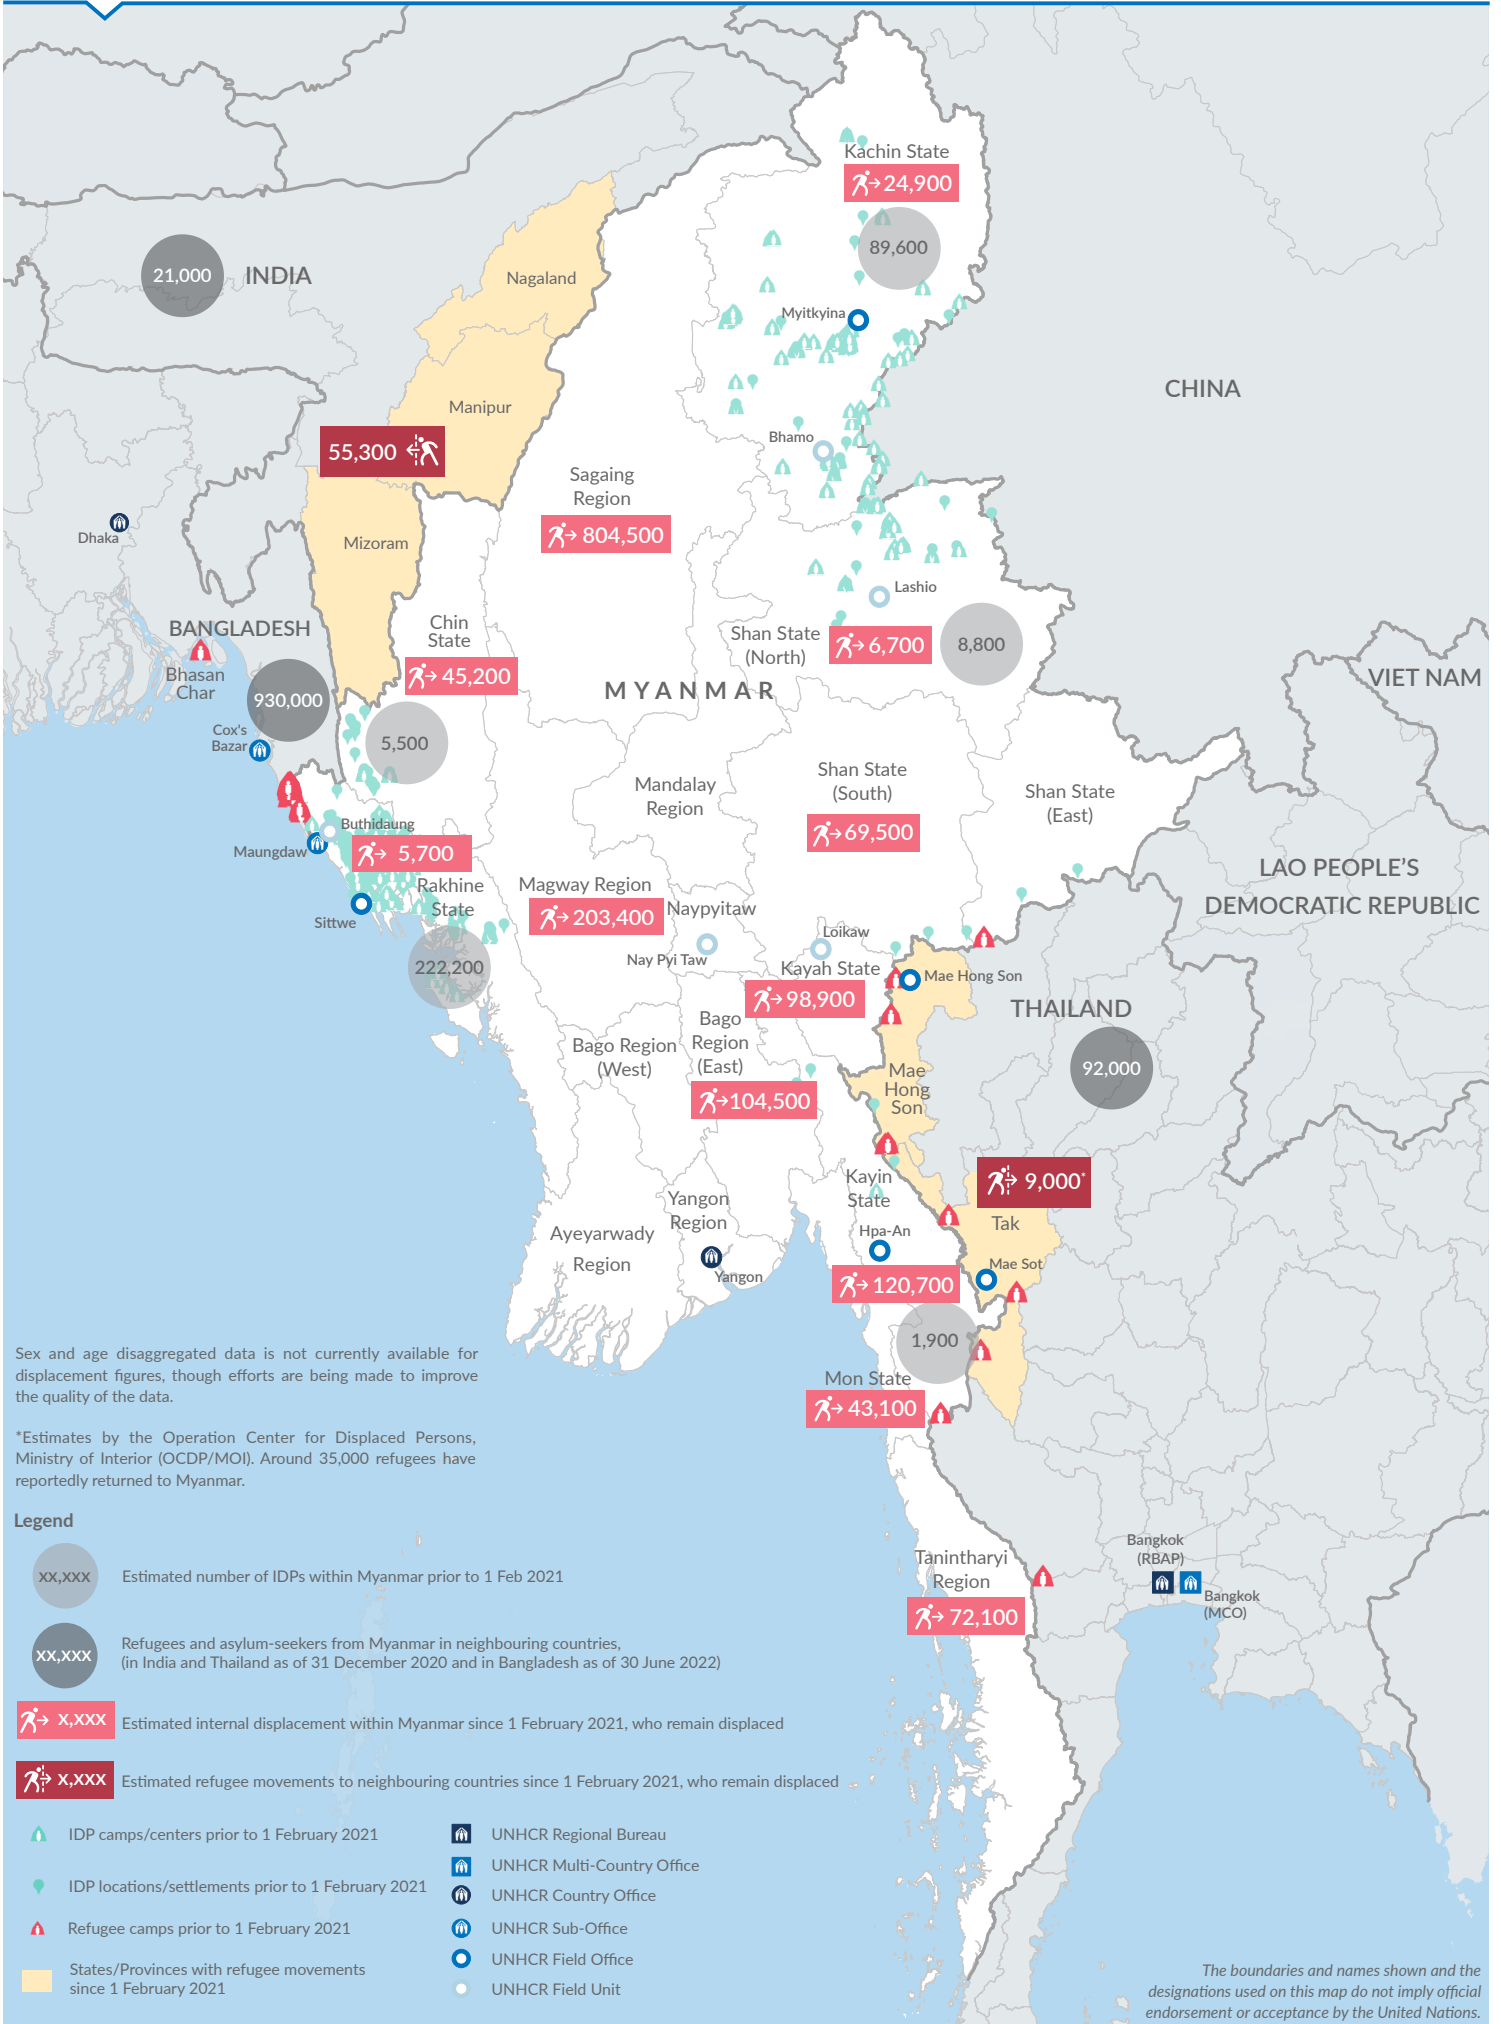 Kachin State
24,900
89,600
21,000
INDIA
Nagaland
Myitkyina
CHINA
Manipur
55,300
Bhamo
Sagaing
Region
804,500
Dhaka
Mizoram
Lashio
Chin
State
45,200
BANGLADESH
Bhasan
Char
Shan State
(North)
6,700
8,800
VIET NAM
MYANMAR
930,000
Cox's
Bazar
5,500
Mandalay
Region
Shan State
(South)
69,500
Shan State
(East)
Buthidaung
Maungdaw
5,700
Rakhine
State
Sittwe
222,200
Magway Region
203,400
Naypyitaw
Nay Pyi Taw
Loikaw
Kayah State
98,900
Mae Hong Son
LAO PEOPLE'S
DEMOCRATIC REPUBLIC
THAILAND
92,000
Bago Region
(West)
Bago
Region
(East)
104,500
Mae
Hong
Son
9,000*
Tak
Kayin
State
Hpa-An
120,700
Mae Sot
Yangon
Region
Yangon
Ayeyarwady
Region
1,900
Mon State
43,100
Tanintharyi
Region
72,100
Bangkok
(RBAP)
Bangkok
(MCO)
Sex and age disaggregated data is not currently available for
displacement figures, though efforts are being made to improve
the quality of the data.
*Estimates by the Operation Center for Displaced Persons,
Ministry of Interior (OCDP/MOI). Around 35,000 refugees have
reportedly returned to Myanmar.
Legend
XX,XXX
Estimated number of IDPs within Myanmar prior to 1 Feb 2021
XX,XXX
Refugees and asylum-seekers from Myanmar in neighbouring countries,
(in India and Thailand as of 31 December 2020 and in Bangladesh as of 30 June 2022)
X,XXX
Estimated internal displacement within Myanmar since 1 February 2021, who remain displaced
X,XXX
Estimated refugee movements to neighbouring countries since 1 February 2021, who remain displaced
IDP camps/centers prior to 1 February 2021
IDP locations/settlements prior to 1 February 2021
Refugee camps prior to 1 February 2021
States/Provinces with refugee movements
since 1 February 2021
UNHCR Regional Bureau
UNHCR Multi-Country Office
UNHCR Country Office
UNHCR Sub-Office
UNHCR Field Office
UNHCR Field Unit
The boundaries and names shown and the
designations used on this map do not imply official
endorsement or acceptance by the United Nations.